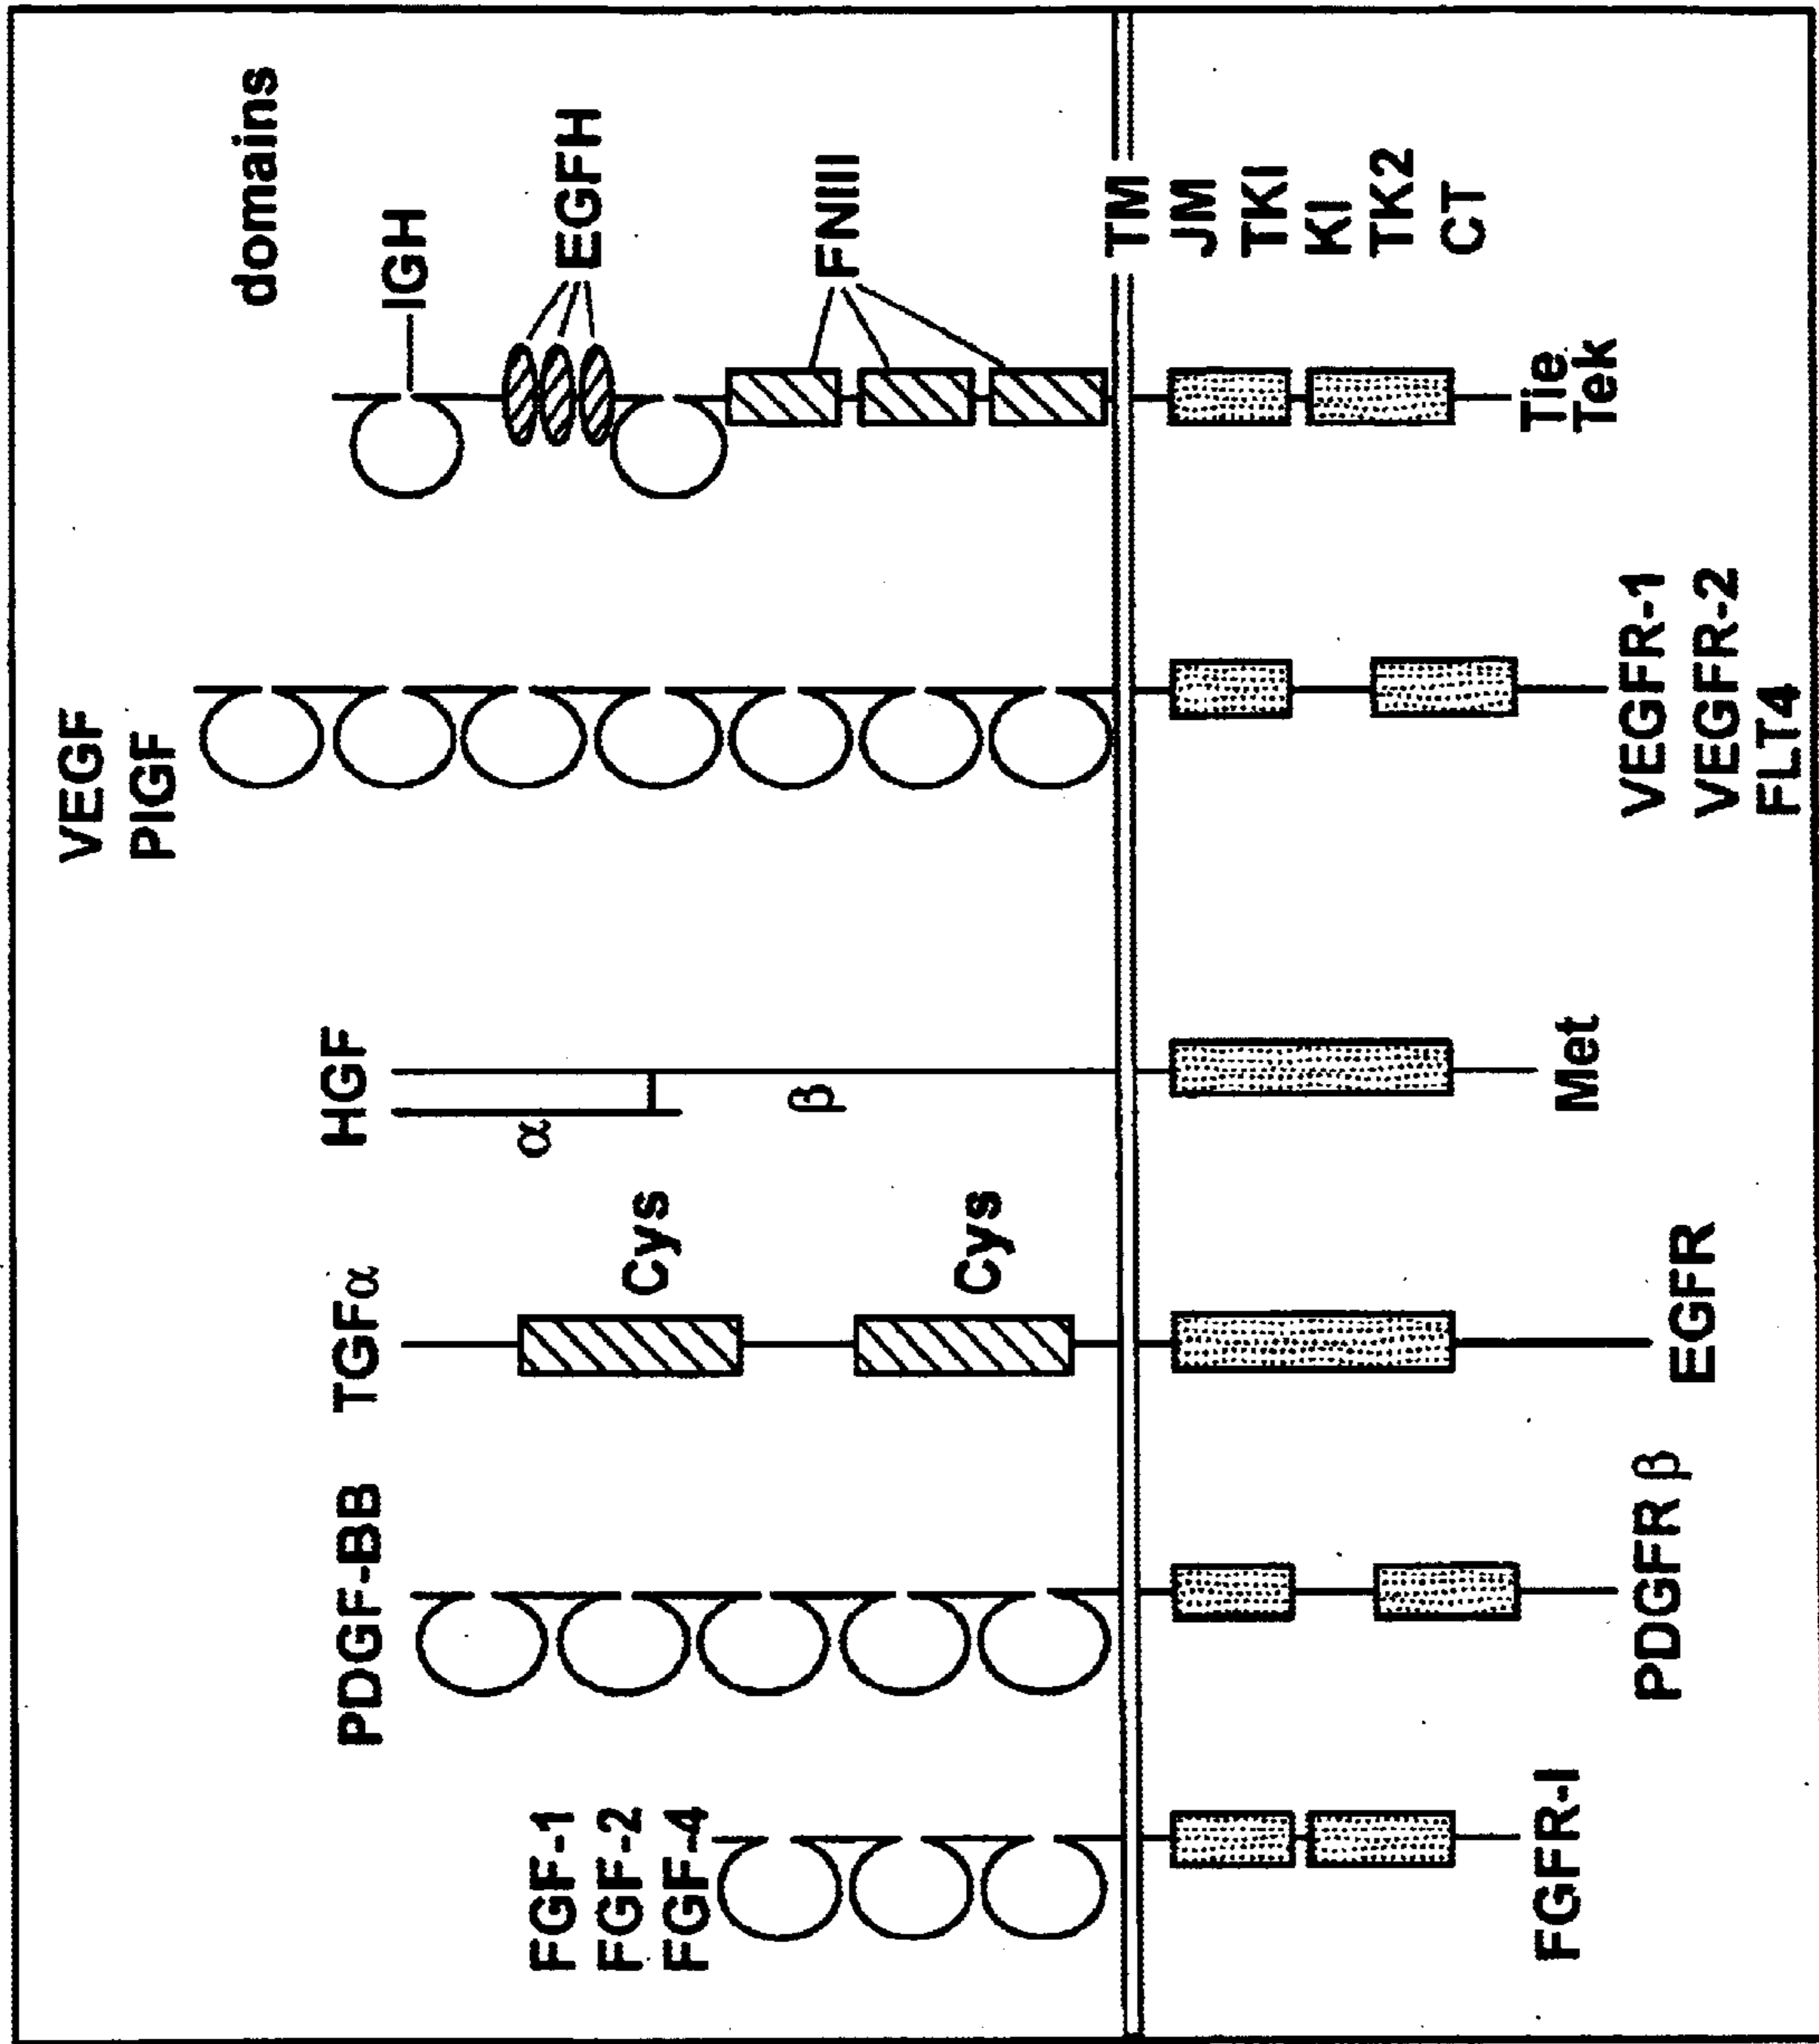 FGF-1
FGF-2
FGF-4
PDGF-BB
TGFα
HGF
VEGF
PIGF
domains
Cys
Cys
α
β
IGH
EGFH
FNIII
TM
JM
TKI
KI
TK2
CT
FGFR-I
PDGFR β
EGFR
Met
VEGFR-1
VEGFR-2
FLT4
Tie
Tek